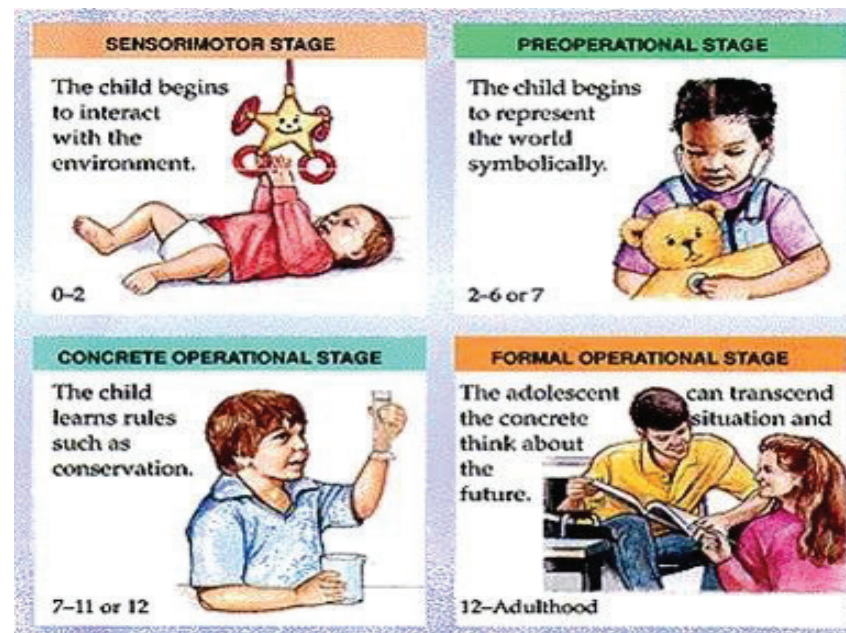 SENSORIMOTOR STAGE
The child begins
to interact
with the
environment.
0–2
PREOPERATIONAL STAGE
The child begins
to represent
the world
symbolically.
2–6 or 7
CONCRETE OPERATIONAL STAGE
The child
learns rules
such as
conservation.
7–11 or 12
FORMAL OPERATIONAL STAGE
The adolescent can transcend
the concrete situation and
think about
the
future.
12–Adulthood